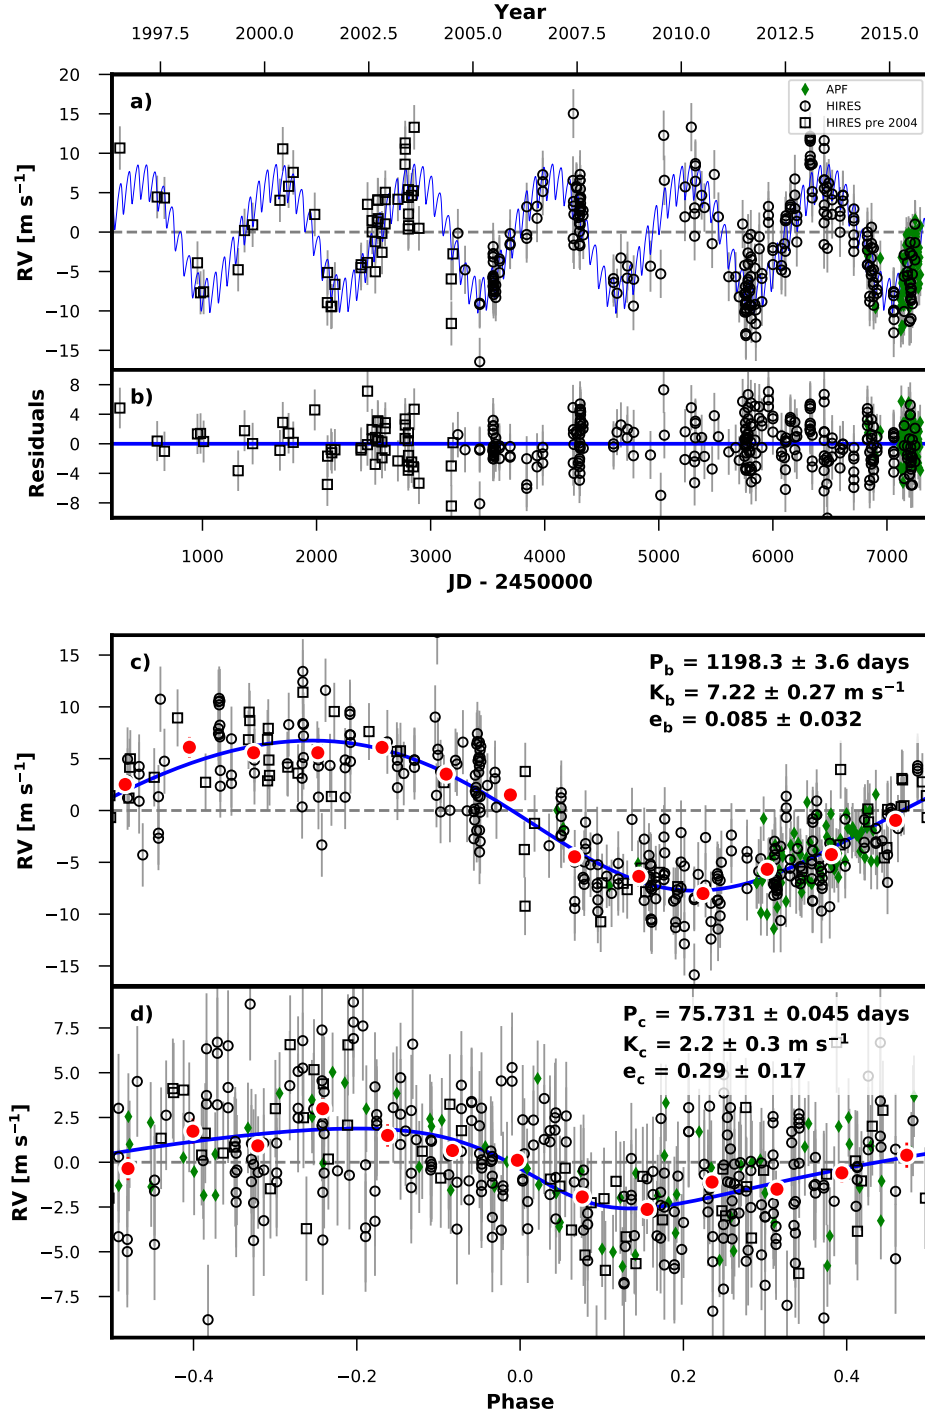 Year
1997.5 2000.0 2002.5 2005.0 2007.5 2010.0 2012.5 2015.0
a)
APF
HIRES
HIRES pre 2004
20
15
10
5
0
−5
−10
−15
RV [m s⁻¹]
b)
8
4
0
−4
−8
Residuals
1000 2000 3000 4000 5000 6000 7000
JD - 2450000
c)
P_b = 1198.3 ± 3.6 days
K_b = 7.22 ± 0.27 m s⁻¹
e_b = 0.085 ± 0.032
15
10
5
0
−5
−10
−15
RV [m s⁻¹]
d)
P_c = 75.731 ± 0.045 days
K_c = 2.2 ± 0.3 m s⁻¹
e_c = 0.29 ± 0.17
7.5
5.0
2.5
0.0
−2.5
−5.0
−7.5
RV [m s⁻¹]
−0.4 −0.2 0.0 0.2 0.4
Phase